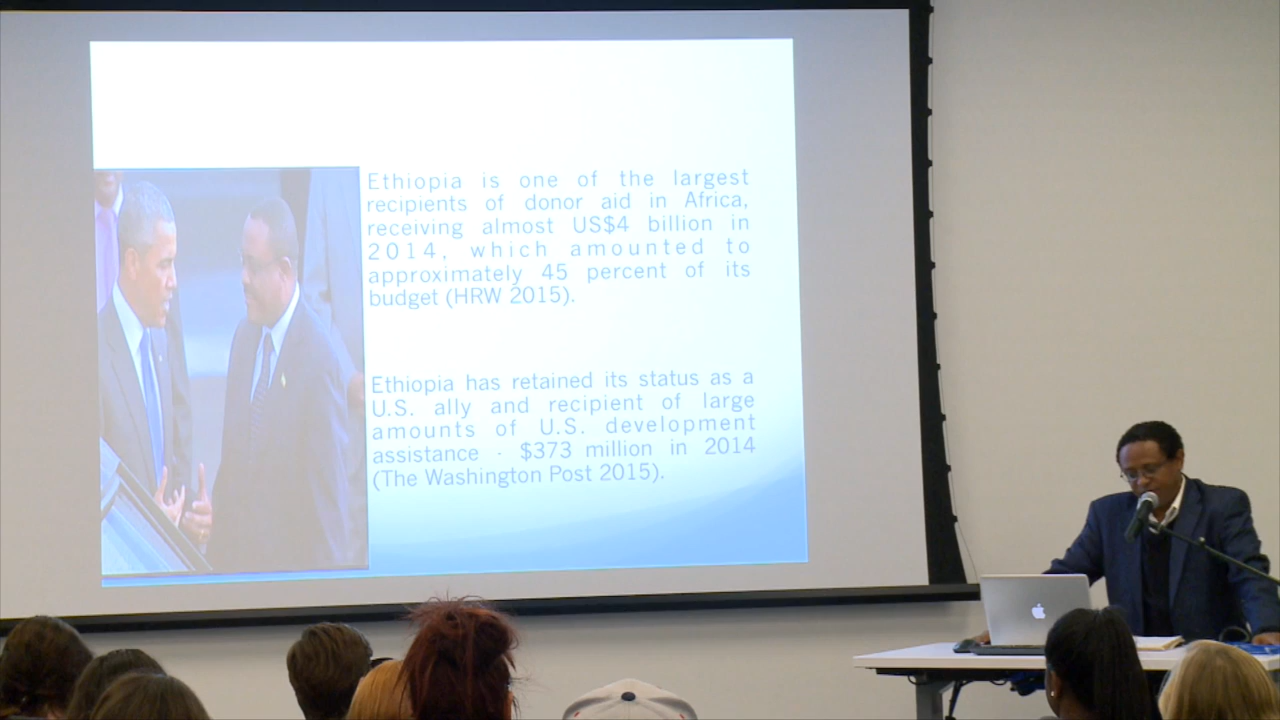 Ethiopia is one of the largest
recipients of donor aid in Africa,
receiving almost US$4 billion in
2014, which amounted to
approximately 45 percent of its
budget (HRW 2015).
Ethiopia has retained its status as a
U.S. ally and recipient of large
amounts of U.S. development
assistance - $373 million in 2014
(The Washington Post 2015).